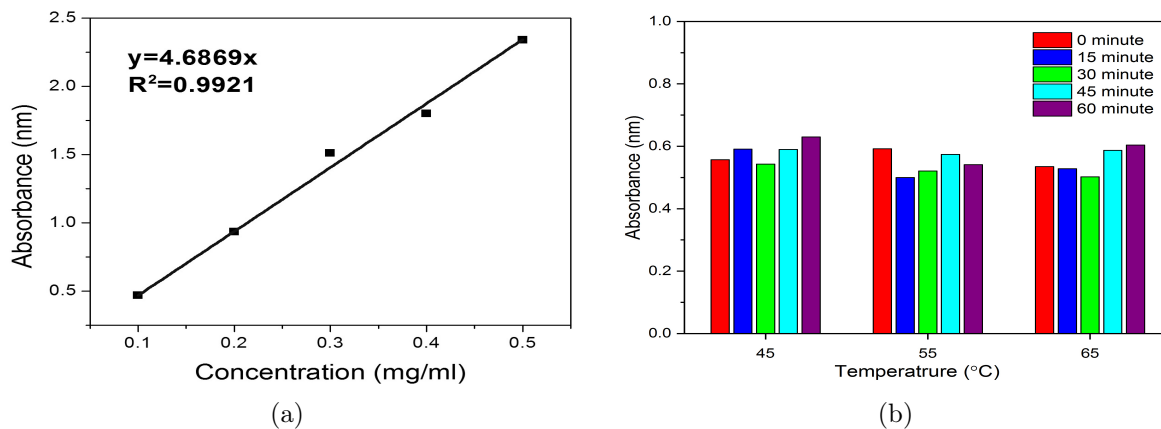 2.5
2.0
1.5
1.0
0.5
y=4.6869x
R²=0.9921
Absorbance (nm)
0.1 0.2 0.3 0.4 0.5
Concentration (mg/ml)
(a)
1.0
0.8
0.6
0.4
0.2
0.0
0 minute
15 minute
30 minute
45 minute
60 minute
Absorbance (nm)
45 55 65
Temperatrure (°C)
(b)